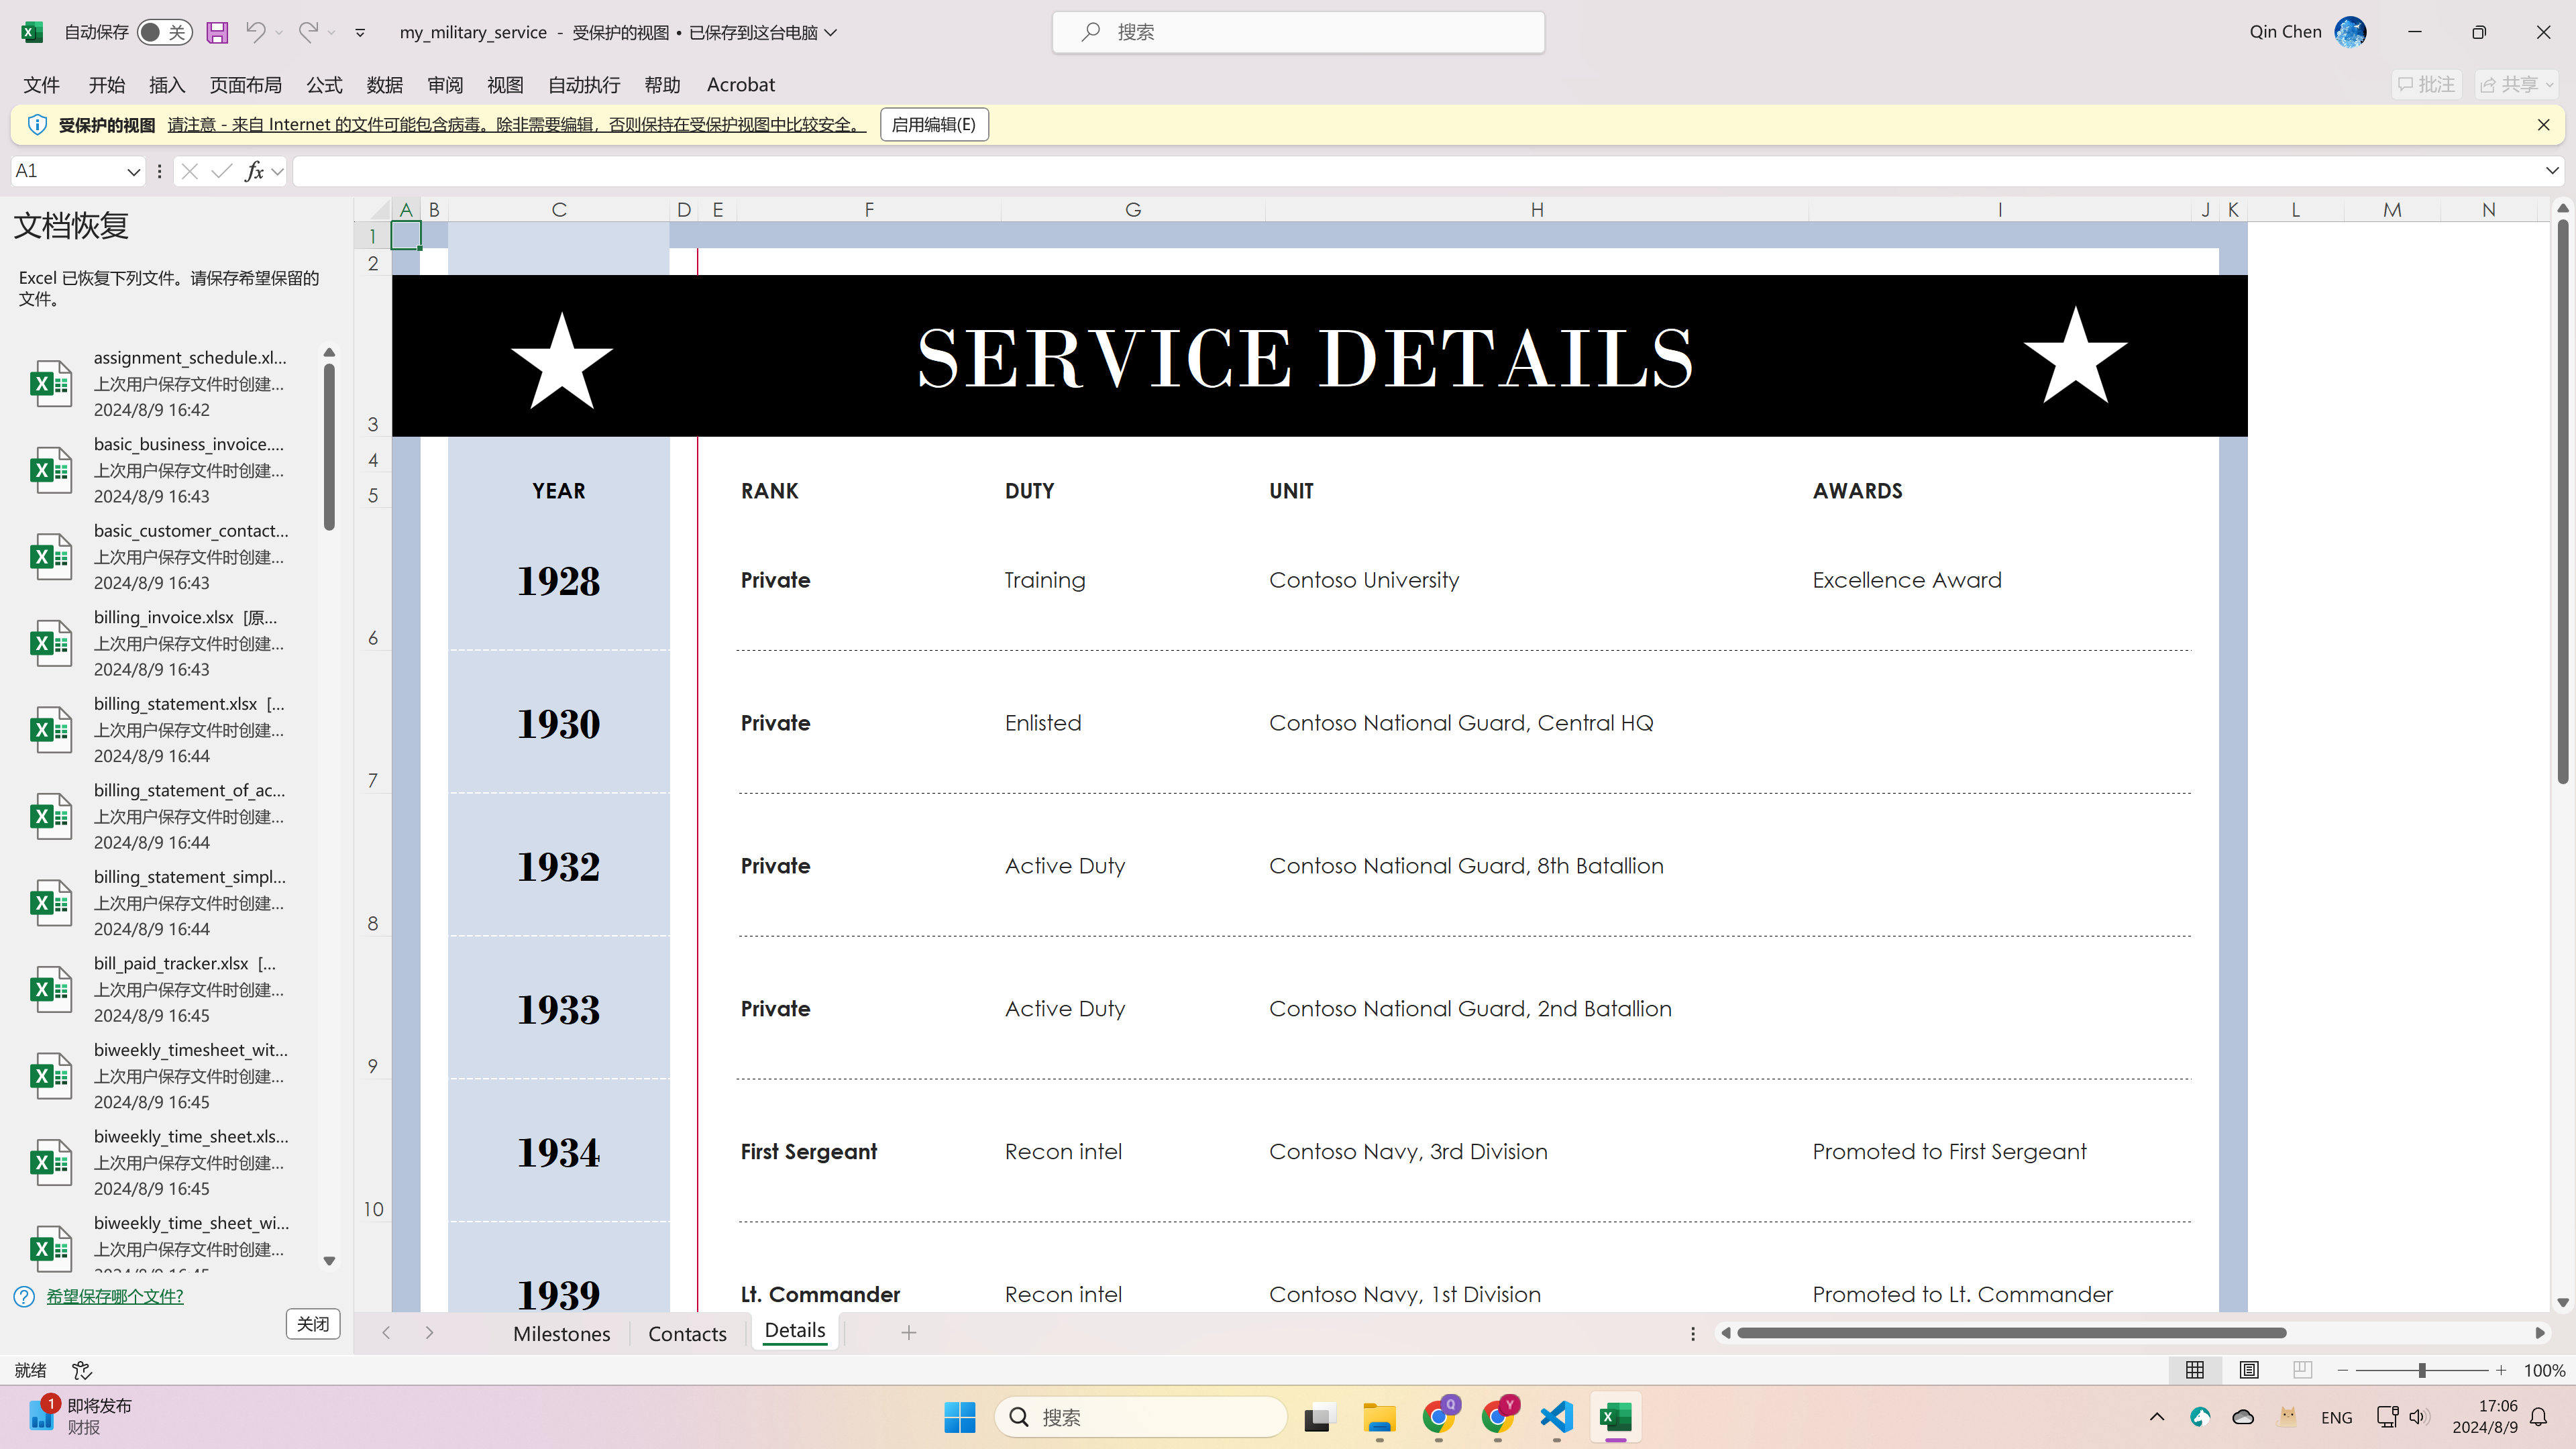 自动保存 关 my_military_service - 受保护的视图 • 已保存到这台电脑 搜索 Qin Chen
文件 开始 插入 页面布局 公式 数据 审阅 视图 自动执行 帮助 Acrobat 批注 共享
受保护的视图 请注意 - 来自 Internet 的文件可能包含病毒。除非需要编辑，否则保持在受保护视图中比较安全。 启用编辑(E)
A1 fx
文档恢复
Excel 已恢复下列文件。请保存希望保留的
文件。
assignment_schedule.xl...
上次用户保存文件时创建...
2024/8/9 16:42
basic_business_invoice....
上次用户保存文件时创建...
2024/8/9 16:43
basic_customer_contact...
上次用户保存文件时创建...
2024/8/9 16:43
billing_invoice.xlsx [原...
上次用户保存文件时创建...
2024/8/9 16:43
billing_statement.xlsx [...
上次用户保存文件时创建...
2024/8/9 16:44
billing_statement_of_ac...
上次用户保存文件时创建...
2024/8/9 16:44
billing_statement_simpl...
上次用户保存文件时创建...
2024/8/9 16:44
bill_paid_tracker.xlsx [...
上次用户保存文件时创建...
2024/8/9 16:45
biweekly_timesheet_wit...
上次用户保存文件时创建...
2024/8/9 16:45
biweekly_time_sheet.xls...
上次用户保存文件时创建...
2024/8/9 16:45
biweekly_time_sheet_wi...
上次用户保存文件时创建...
希望保存哪个文件?
关闭
A B C D E F G H I J K L M N
1
2
3 SERVICE DETAILS
4
5 YEAR RANK DUTY UNIT AWARDS
6 1928 Private Training Contoso University Excellence Award
7 1930 Private Enlisted Contoso National Guard, Central HQ
8 1932 Private Active Duty Contoso National Guard, 8th Batallion
9 1933 Private Active Duty Contoso National Guard, 2nd Batallion
10 1934 First Sergeant Recon intel Contoso Navy, 3rd Division Promoted to First Sergeant
1939 Lt. Commander Recon intel Contoso Navy, 1st Division Promoted to Lt. Commander
Milestones Contacts Details
就绪 100%
1 即将发布
财报
搜索 Q Y ENG 17:06
2024/8/9